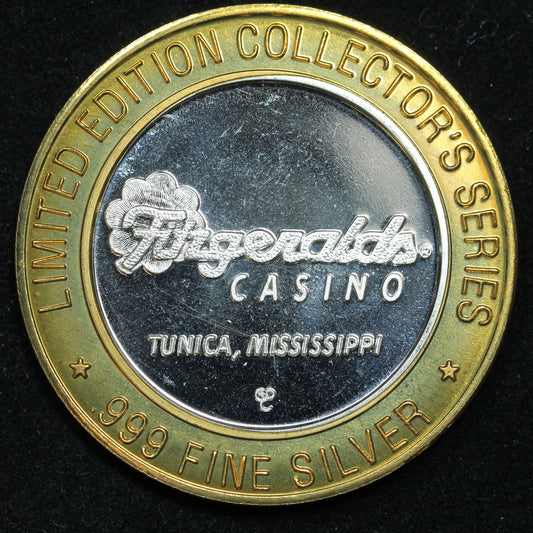 LIMITED EDITION COLLECTOR'S SERIES
Fitzgeralds®
CASINO
TUNICA, MISSISSIPPI
.999 FINE SILVER